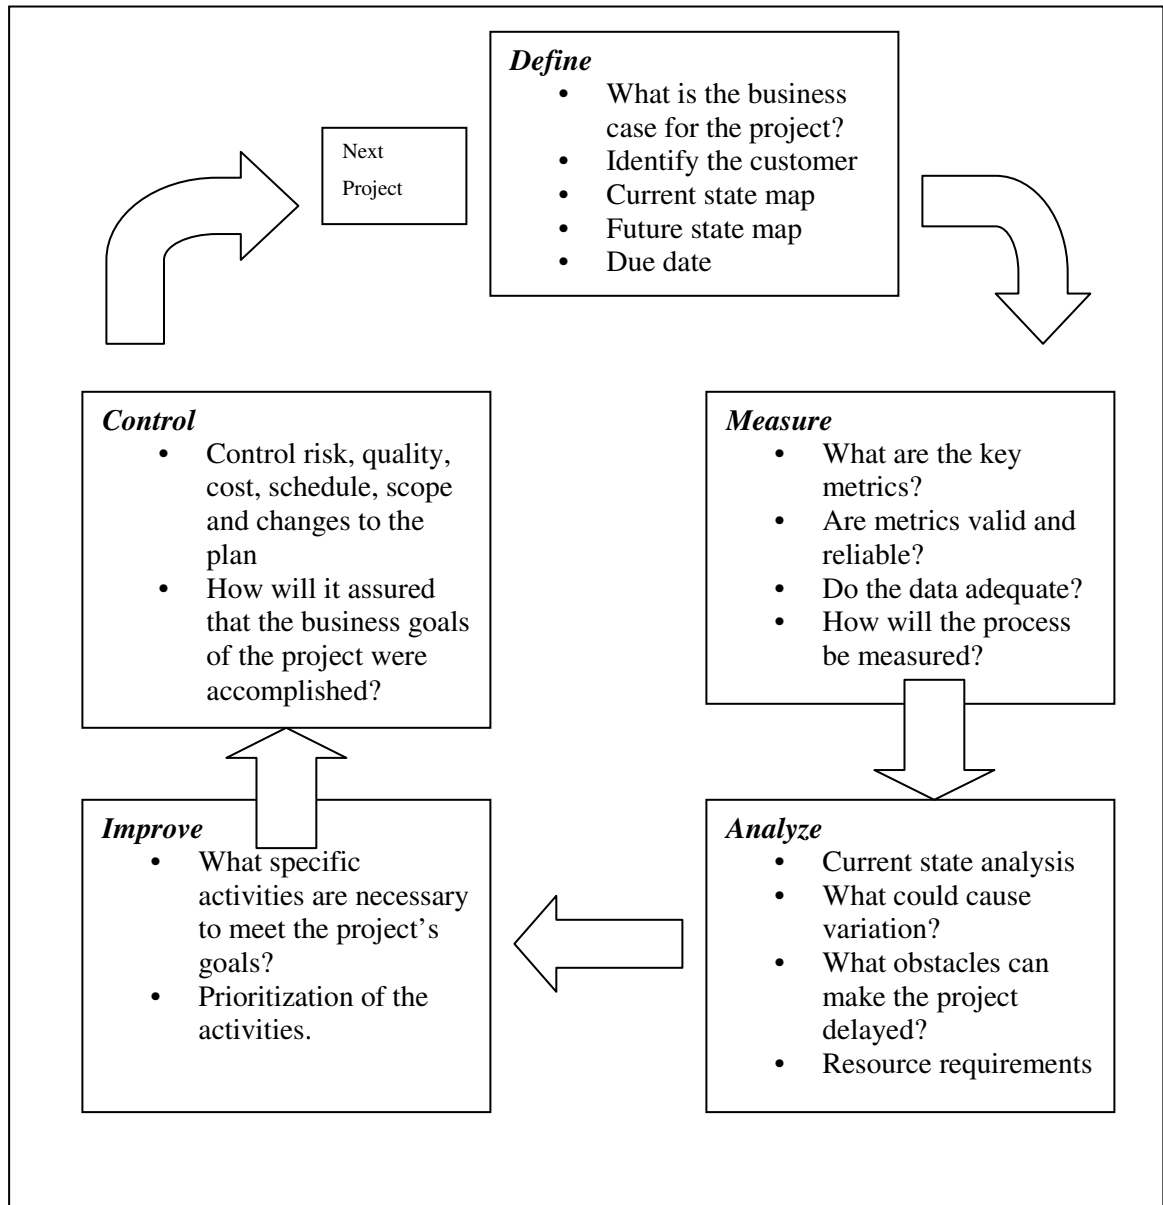 Define
• What is the business
case for the project?
• Identify the customer
• Current state map
• Future state map
• Due date
Next
Project
Measure
• What are the key
metrics?
• Are metrics valid and
reliable?
• Do the data adequate?
• How will the process
be measured?
Analyze
• Current state analysis
• What could cause
variation?
• What obstacles can
make the project
delayed?
• Resource requirements
Improve
• What specific
activities are necessary
to meet the project’s
goals?
• Prioritization of the
activities.
Control
• Control risk, quality,
cost, schedule, scope
and changes to the
plan
• How will it assured
that the business goals
of the project were
accomplished?